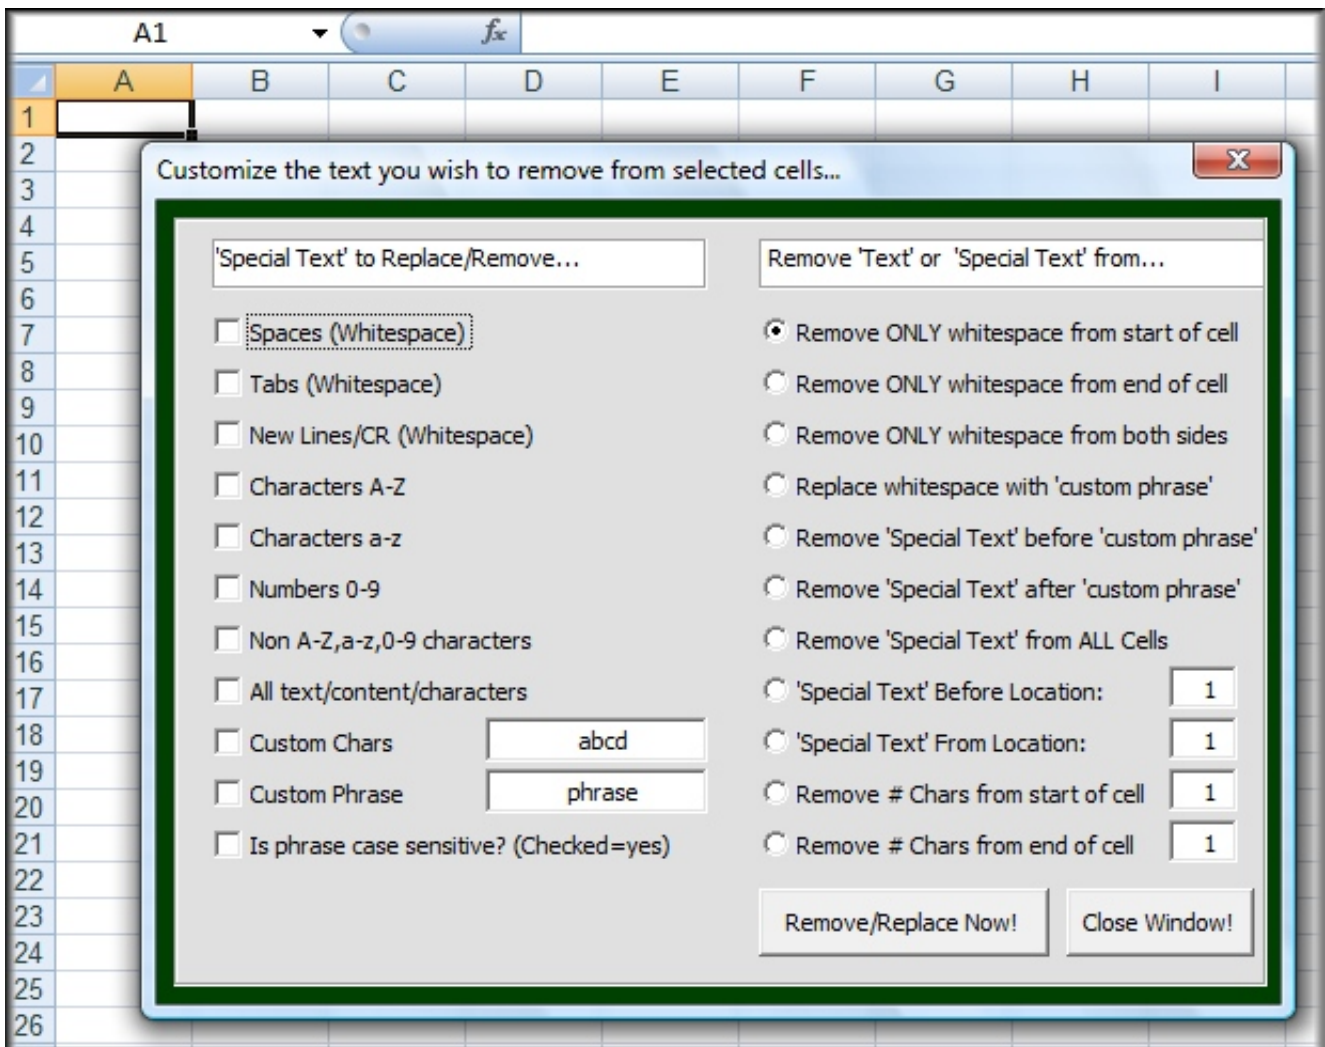 A1
fx
A B C D E F G H I
1
2
Customize the text you wish to remove from selected cells...
3
4
5
'Special Text' to Replace/Remove... Remove 'Text' or  'Special Text' from...
6
7
Spaces (Whitespace) Remove ONLY whitespace from start of cell
8
Tabs (Whitespace) Remove ONLY whitespace from end of cell
9
10
New Lines/CR (Whitespace) Remove ONLY whitespace from both sides
11
Characters A-Z Replace whitespace with 'custom phrase'
12
13
Characters a-z Remove 'Special Text' before 'custom phrase'
14
Numbers 0-9 Remove 'Special Text' after 'custom phrase'
15
16
Non A-Z,a-z,0-9 characters Remove 'Special Text' from ALL Cells
17
All text/content/characters 'Special Text' Before Location: 1
18
Custom Chars abcd 'Special Text' From Location: 1
19
20
Custom Phrase phrase Remove # Chars from start of cell 1
21
Is phrase case sensitive? (Checked=yes) Remove # Chars from end of cell 1
22
23
Remove/Replace Now! Close Window!
24
25
26